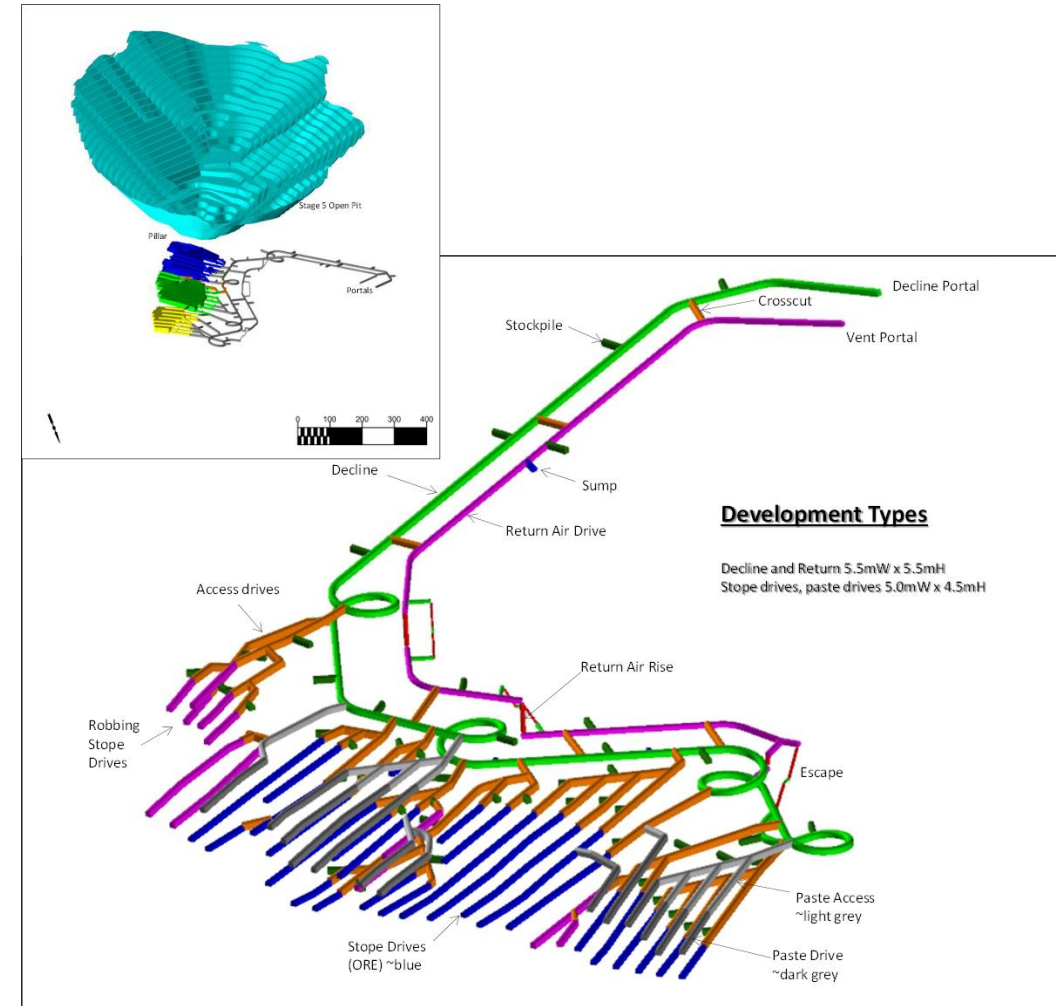 Stage 5 Open Pit
Pillar
Portals
0 100 200 300 400
Decline Portal
Crosscut
Vent Portal
Stockpile
Decline
Sump
Return Air Drive
Development Types
Decline and Return 5.5mW x 5.5mH
Stope drives, paste drives 5.0mW x 4.5mH
Access drives
Return Air Rise
Robbing
Stope
Drives
Escape
Paste Access
~light grey
Stope Drives
(ORE) ~blue
Paste Drive
~dark grey